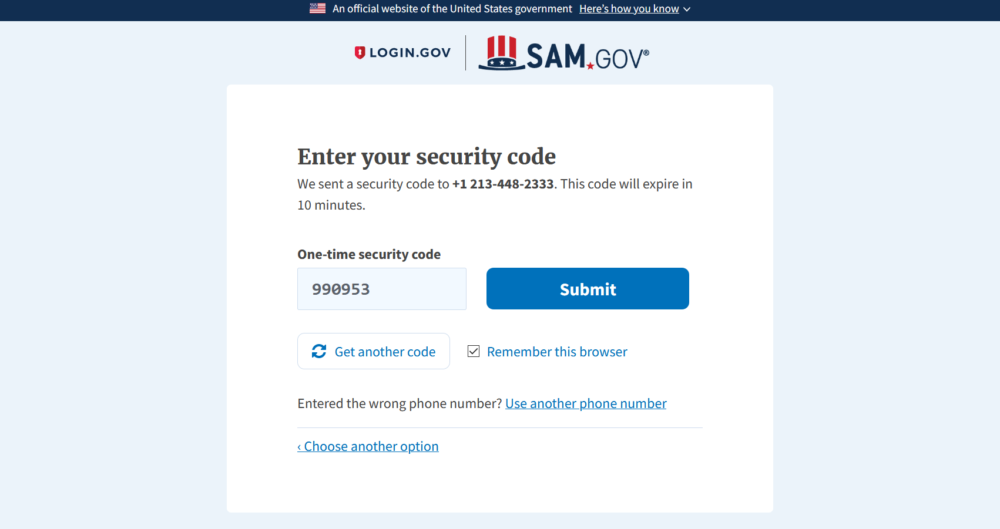 An official website of the United States government Here’s how you know
LOGIN.GOV
SAM.GOV®
Enter your security code
We sent a security code to +1 213-448-2333. This code will expire in
10 minutes.
One-time security code
990953
Submit
Get another code
Remember this browser
Entered the wrong phone number? Use another phone number
‹ Choose another option